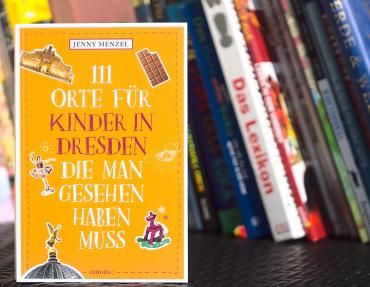 JENNY MENZEL
111
ORTE FÜR
KINDER IN
DRESDEN
DIE MAN
GESEHEN
HABEN
MUSS
emons:
Das Lexikon